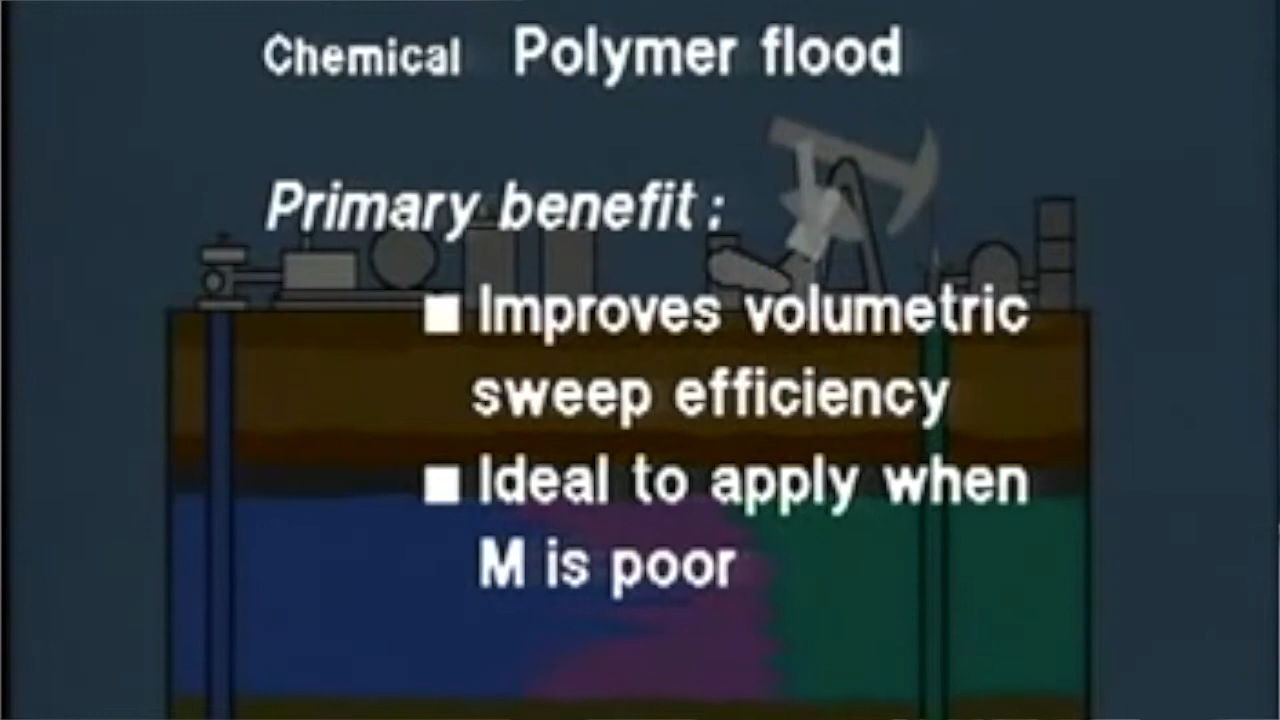 Chemical Polymer flood
Primary benefit:
■ Improves volumetric
sweep efficiency
■ Ideal to apply when
M is poor